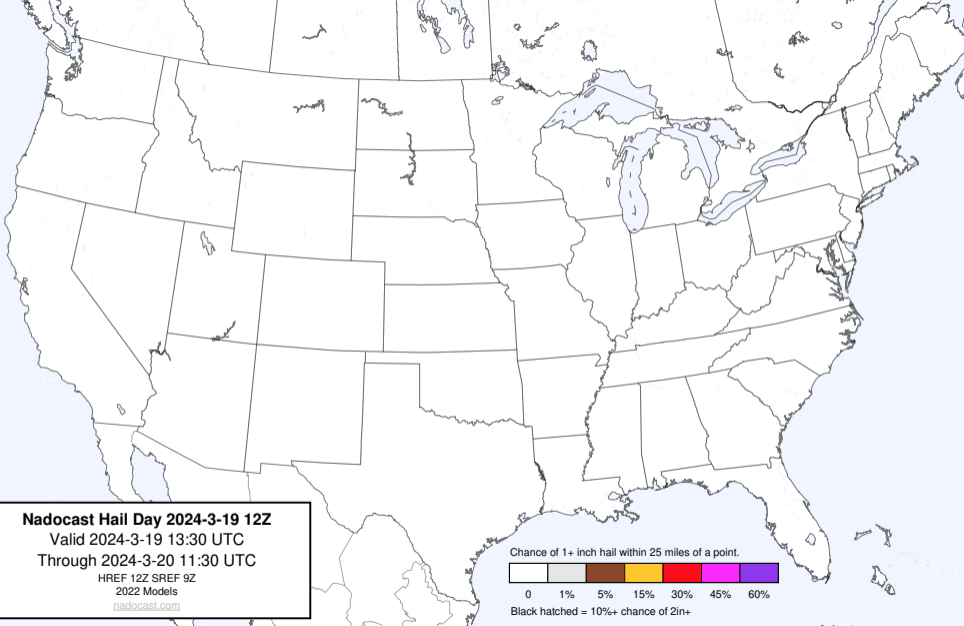 Nadocast Hail Day 2024-3-19 12Z
Valid 2024-3-19 13:30 UTC
Through 2024-3-20 11:30 UTC
HREF 12Z SREF 9Z
2022 Models
nadocast.com
Chance of 1+ inch hail within 25 miles of a point.
0 1% 5% 15% 30% 45% 60%
Black hatched = 10%+ chance of 2in+